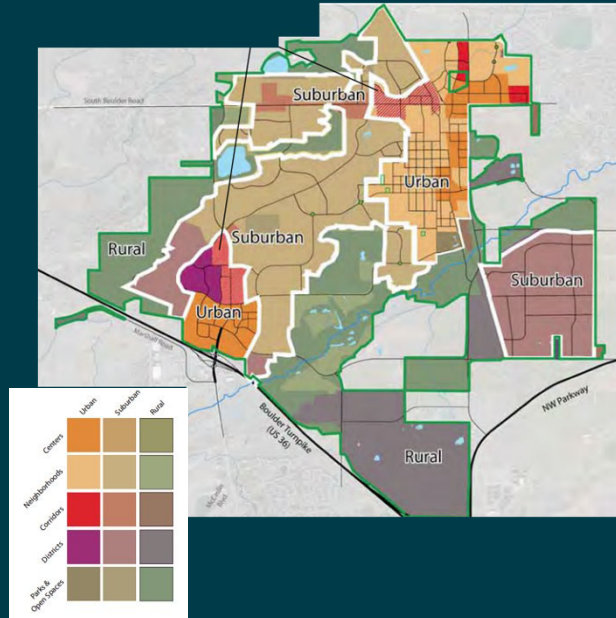 South Boulder Road
Suburban
Urban
Rural
Suburban
Suburban
Urban
Marshall Road
Boulder Turnpike
(US 36)
NW Parkway
Rural
McCaslin
Blvd
Urban
Suburban
Rural
Centers
Neighborhoods
Corridors
Districts
Parks &
Open Spaces